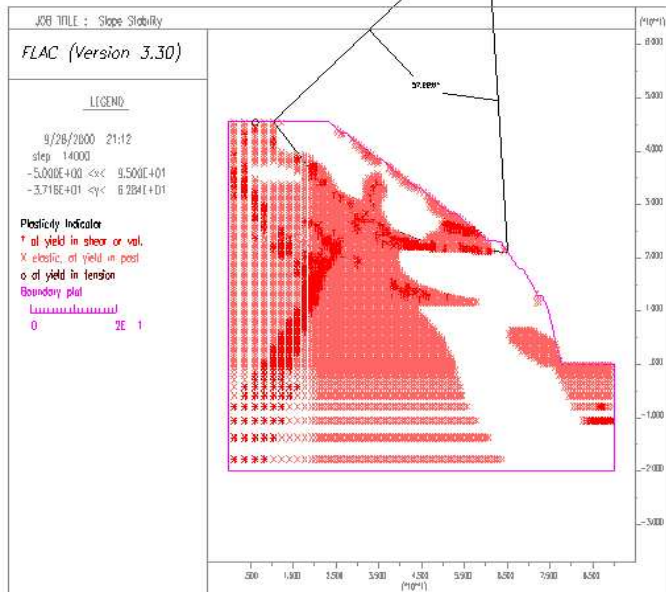 JOB TITLE : Slope Stability
FLAC (Version 3.30)
LEGEND
9/26/2000 21:12
step 14000
-5.000E+00 <x< 9.500E+01
-3.716E+01 <y< 6.284E+01
Plasticity Indicator
* at yield in shear or vol.
X elastic, at yield in past
o at yield in tension
Boundary plot
0 2E 1
(*10**1)
6.000
5.000
4.000
3.000
2.000
1.000
.000
-1.000
-2.000
-3.000
.500 1.500 2.500 3.500 4.500 5.500 6.500 7.500 8.500
(*10**1)